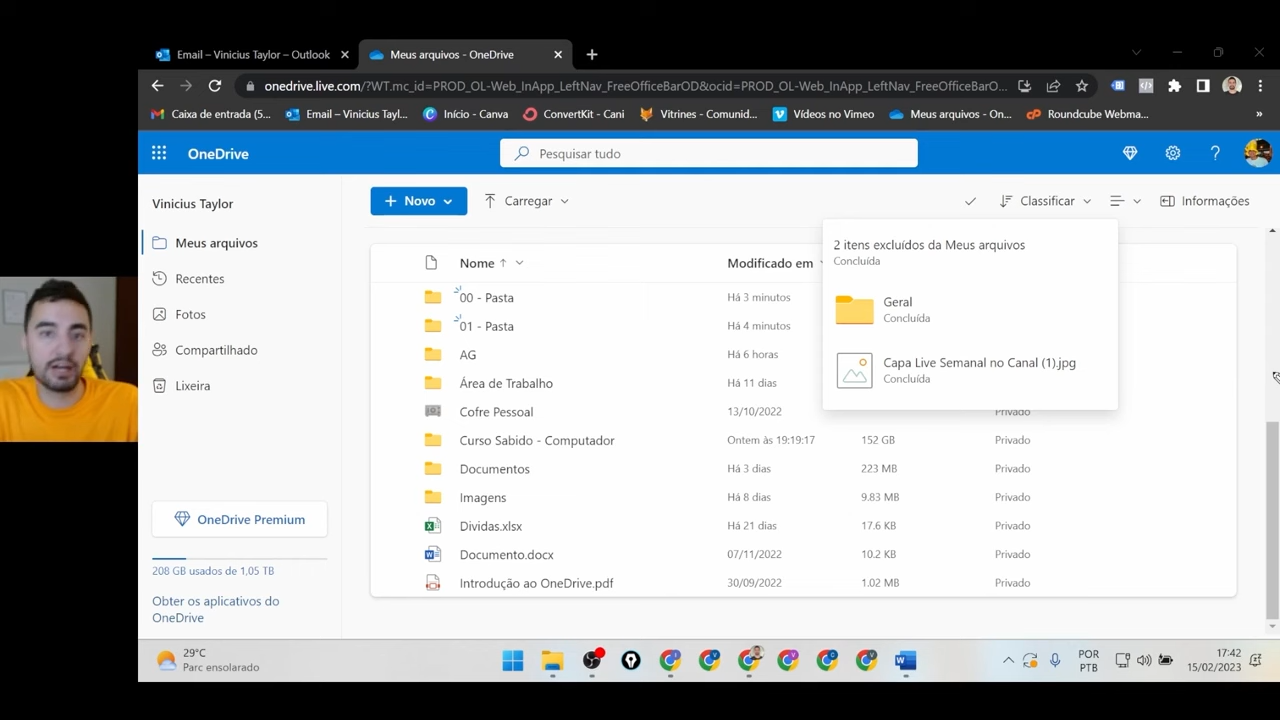 Email – Vinicius Taylor – Outlook
Meus arquivos - OneDrive
onedrive.live.com/?WT.mc_id=PROD_OL-Web_InApp_LeftNav_FreeOfficeBarOD&ocid=PROD_OL-Web_InApp_LeftNav_FreeOfficeBarO...
Caixa de entrada (5...
Email – Vinicius Tayl...
Início - Canva
ConvertKit - Cani
Vitrines - Comunid...
Vídeos no Vimeo
Meus arquivos - On...
Roundcube Webma...
»
OneDrive
Pesquisar tudo
Vinicius Taylor
Meus arquivos
Recentes
Fotos
Compartilhado
Lixeira
OneDrive Premium
208 GB usados de 1,05 TB
Obter os aplicativos do
OneDrive
+ Novo
Carregar
Classificar
Informações
2 itens excluídos da Meus arquivos
Concluída
Geral
Concluída
Capa Live Semanal no Canal (1).jpg
Concluída
Nome
Modificado em
00 - Pasta
Há 3 minutos
01 - Pasta
Há 4 minutos
AG
Há 6 horas
Área de Trabalho
Há 11 dias
Cofre Pessoal
13/10/2022
Privado
Curso Sabido - Computador
Ontem às 19:19:17
152 GB
Privado
Documentos
Há 3 dias
223 MB
Privado
Imagens
Há 8 dias
9.83 MB
Privado
Dividas.xlsx
Há 21 dias
17.6 KB
Privado
Documento.docx
07/11/2022
10.2 KB
Privado
Introdução ao OneDrive.pdf
30/09/2022
1.02 MB
Privado
29°C
Parc ensolarado
POR
PTB
17:42
15/02/2023